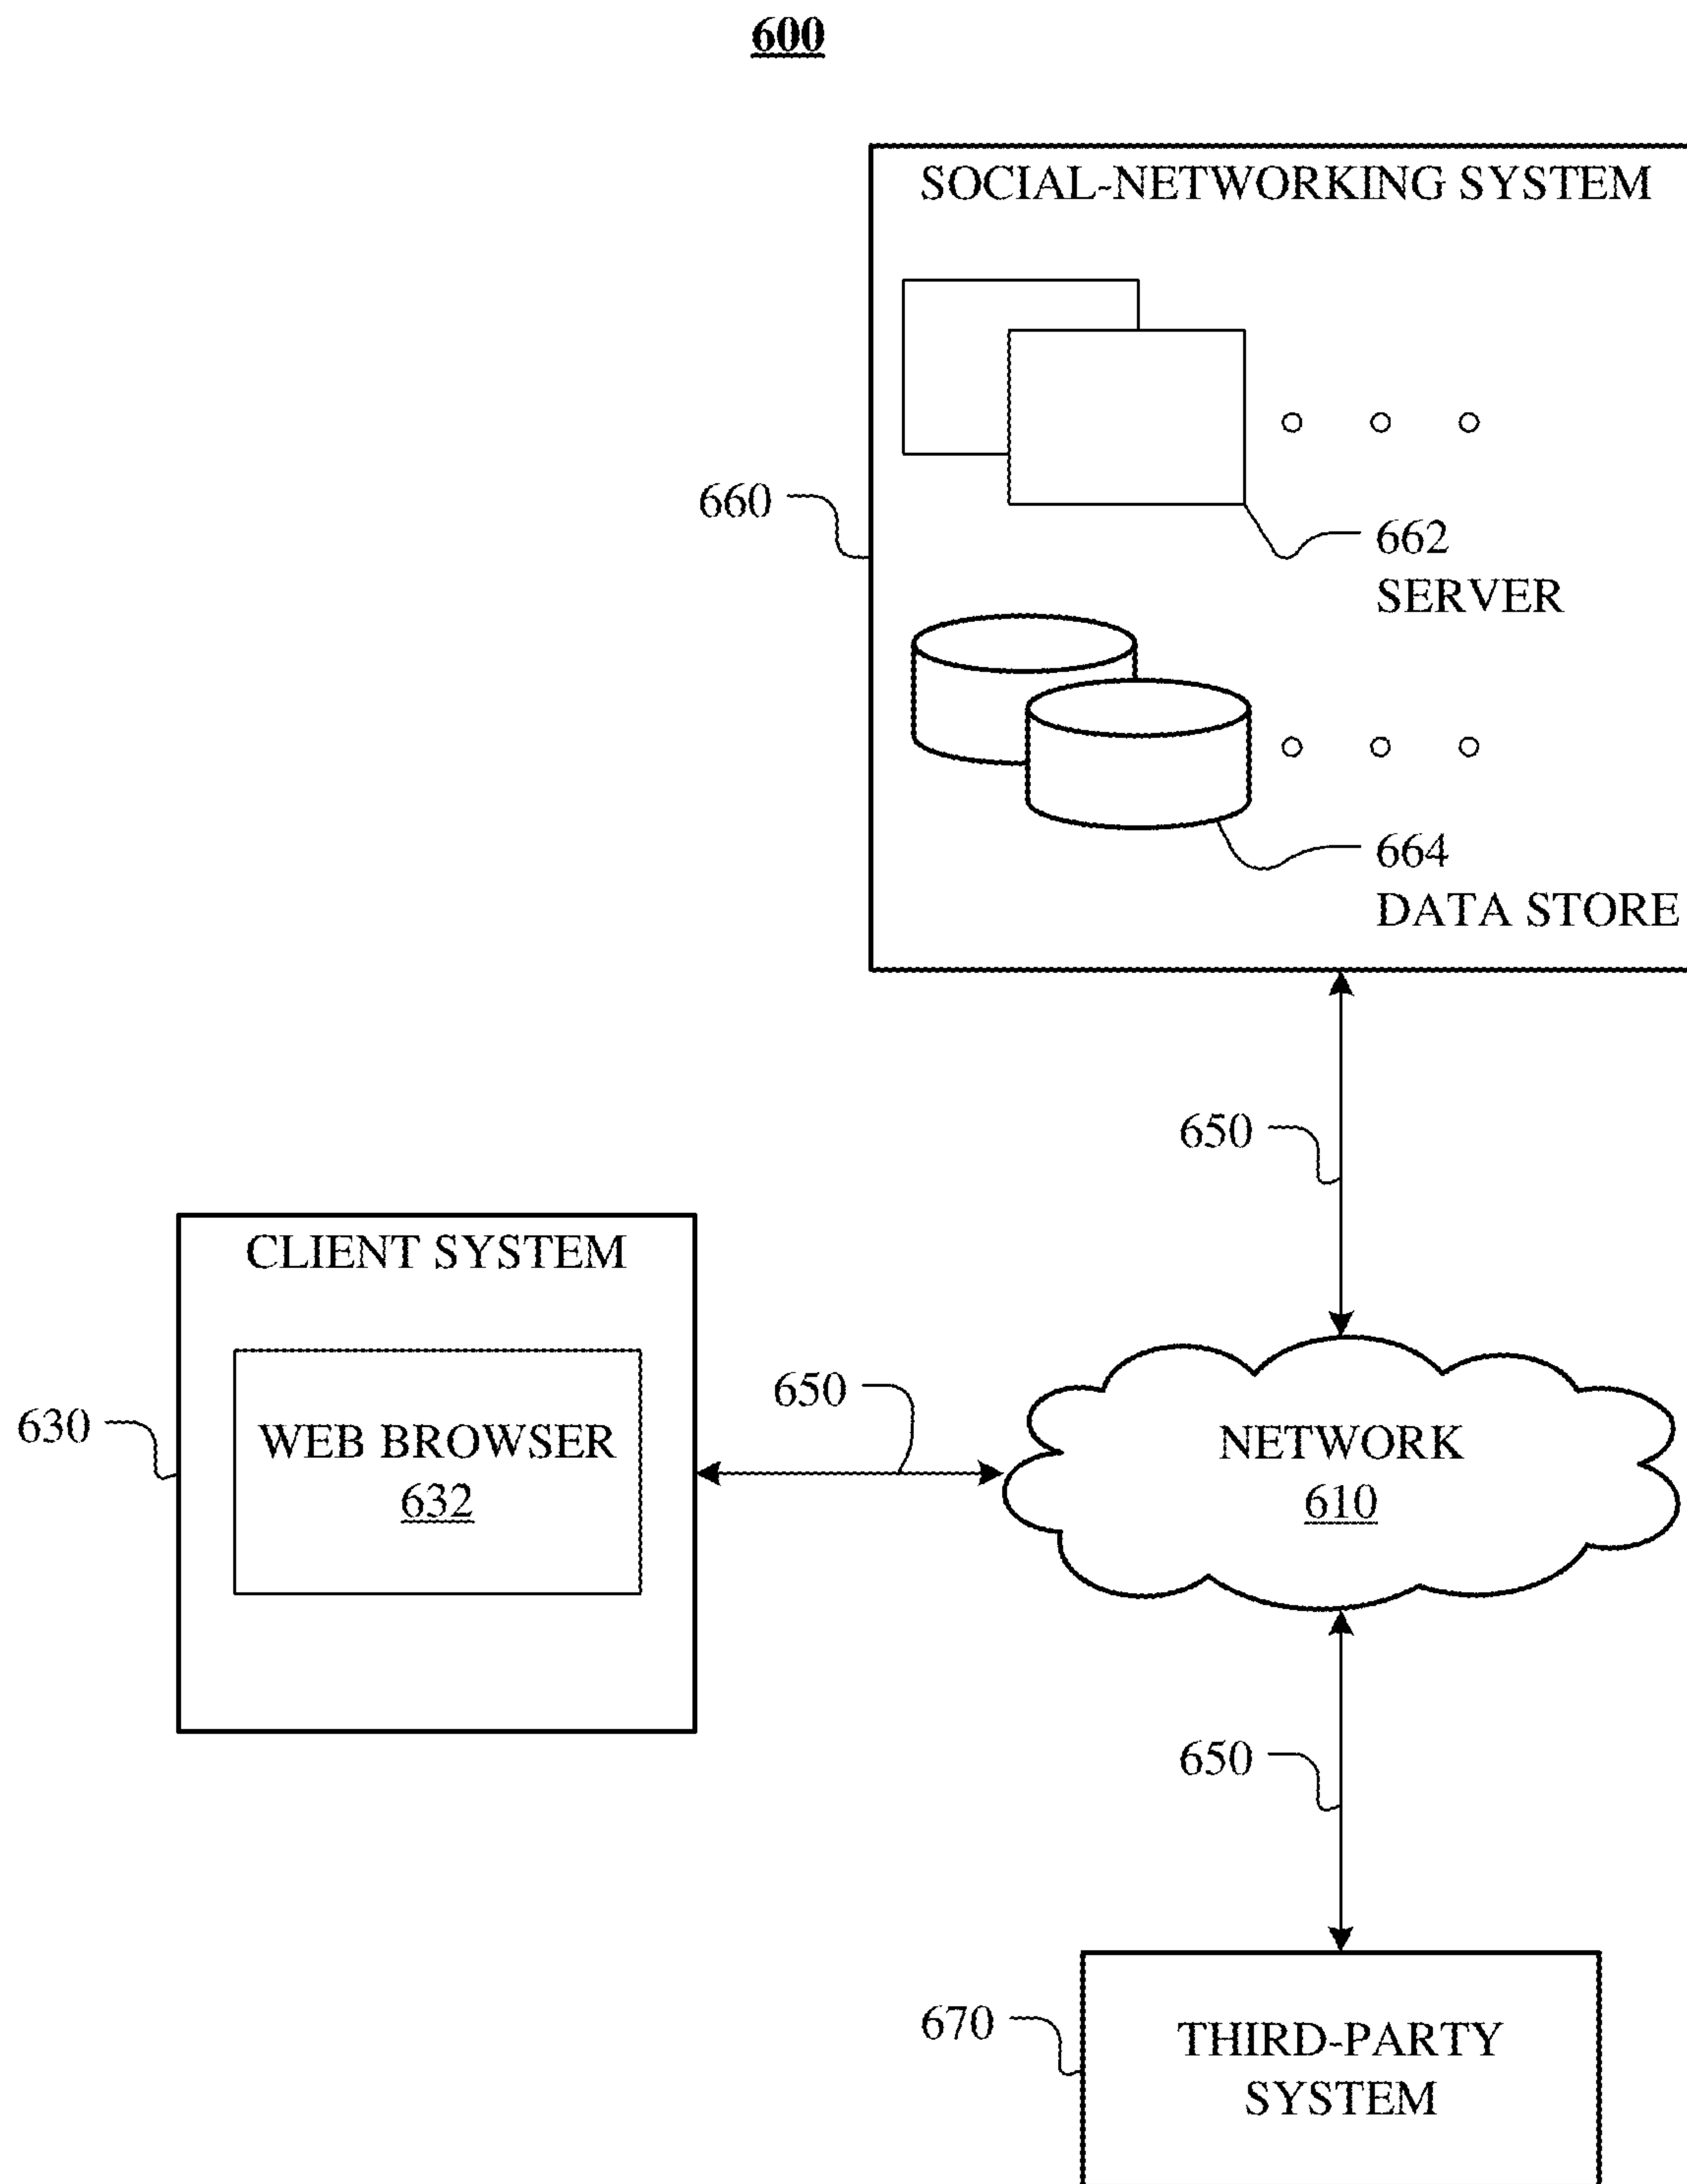 600
SOCIAL-NETWORKING SYSTEM
660
662
SERVER
664
DATA STORE
650
CLIENT SYSTEM
630
WEB BROWSER
632
650
NETWORK
610
650
670
THIRD-PARTY
SYSTEM